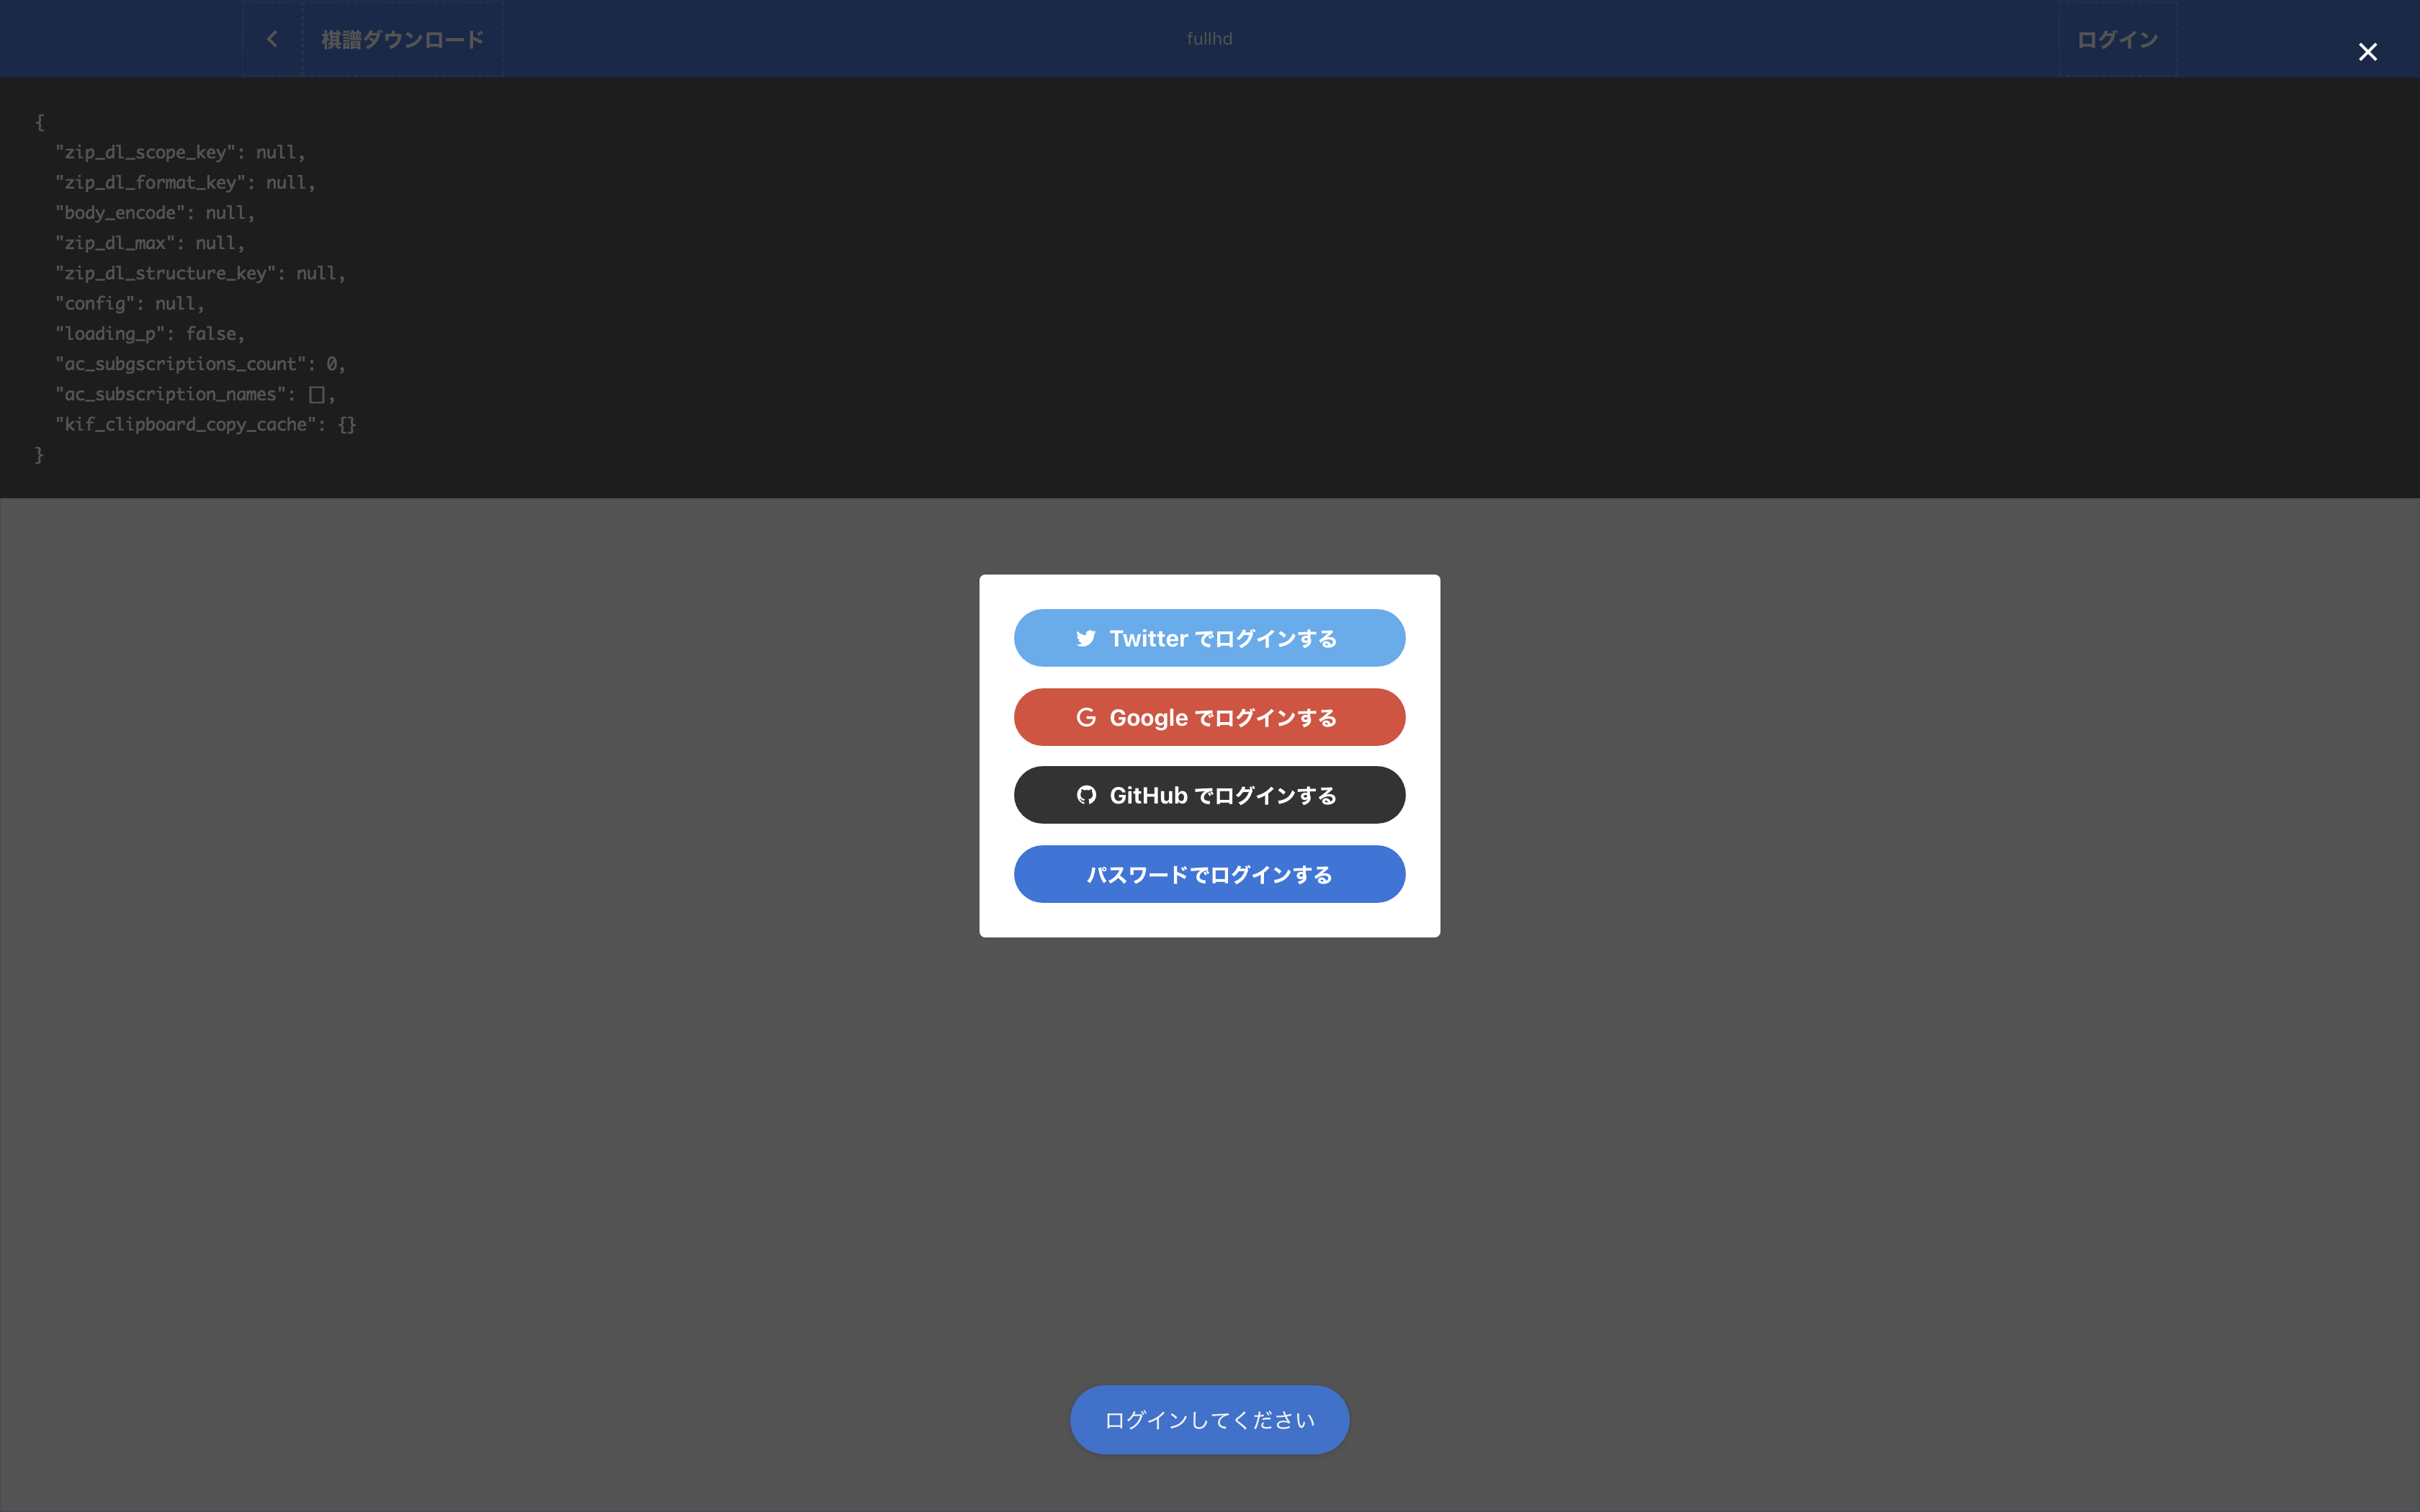 棋譜ダウンロード
fullhd
ログイン
{
"zip_dl_scope_key": null,
"zip_dl_format_key": null,
"body_encode": null,
"zip_dl_max": null,
"zip_dl_structure_key": null,
"config": null,
"loading_p": false,
"ac_subgscriptions_count": 0,
"ac_subscription_names": [],
"kif_clipboard_copy_cache": {}
}
Twitter でログインする
Google でログインする
GitHub でログインする
パスワードでログインする
ログインしてください